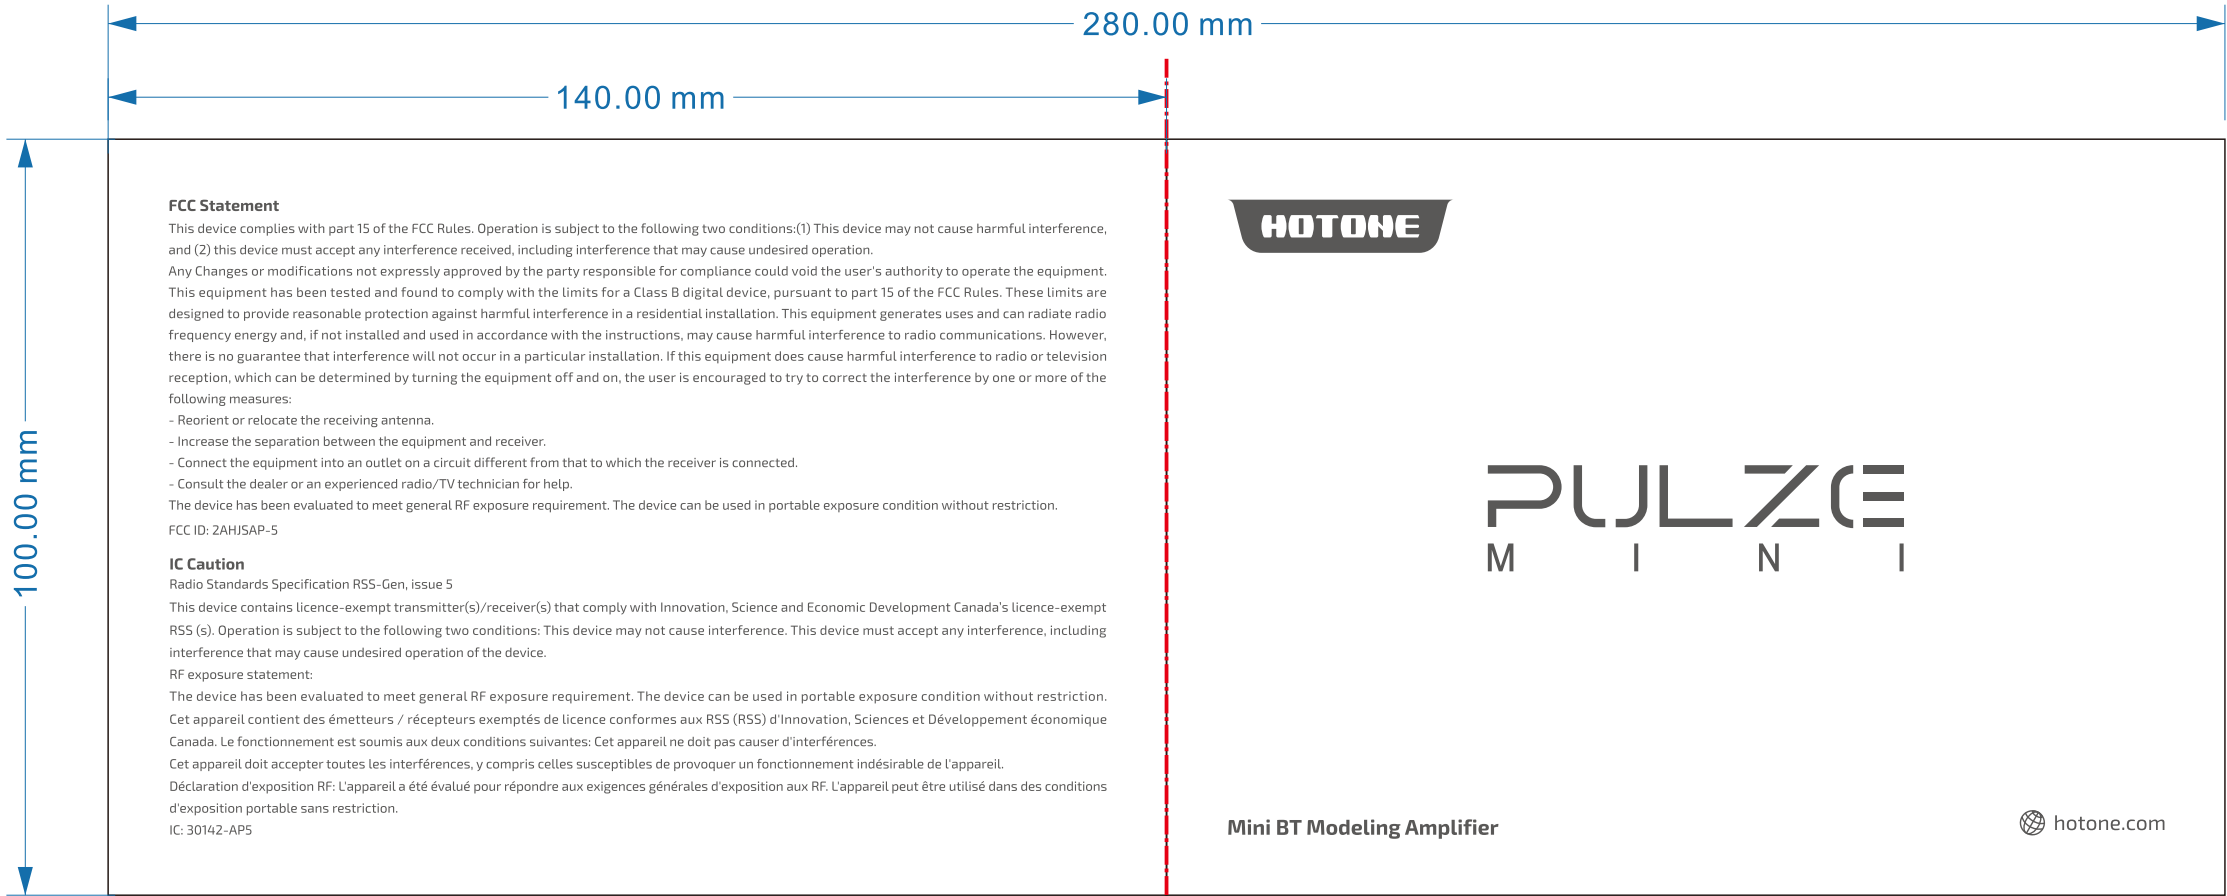 280.00 mm
140.00 mm
100.00 mm
FCC Statement
This device complies with part 15 of the FCC Rules. Operation is subject to the following two conditions:(1) This device may not cause harmful interference,
and (2) this device must accept any interference received, including interference that may cause undesired operation.
Any Changes or modifications not expressly approved by the party responsible for compliance could void the user's authority to operate the equipment.
This equipment has been tested and found to comply with the limits for a Class B digital device, pursuant to part 15 of the FCC Rules. These limits are
designed to provide reasonable protection against harmful interference in a residential installation. This equipment generates uses and can radiate radio
frequency energy and, if not installed and used in accordance with the instructions, may cause harmful interference to radio communications. However,
there is no guarantee that interference will not occur in a particular installation. If this equipment does cause harmful interference to radio or television
reception, which can be determined by turning the equipment off and on, the user is encouraged to try to correct the interference by one or more of the
following measures:
- Reorient or relocate the receiving antenna.
- Increase the separation between the equipment and receiver.
- Connect the equipment into an outlet on a circuit different from that to which the receiver is connected.
- Consult the dealer or an experienced radio/TV technician for help.
The device has been evaluated to meet general RF exposure requirement. The device can be used in portable exposure condition without restriction.
FCC ID: 2AHJSAP-5
IC Caution
Radio Standards Specification RSS-Gen, issue 5
This device contains licence-exempt transmitter(s)/receiver(s) that comply with Innovation, Science and Economic Development Canada's licence-exempt
RSS (s). Operation is subject to the following two conditions: This device may not cause interference. This device must accept any interference, including
interference that may cause undesired operation of the device.
RF exposure statement:
The device has been evaluated to meet general RF exposure requirement. The device can be used in portable exposure condition without restriction.
Cet appareil contient des émetteurs / récepteurs exemptés de licence conformes aux RSS (RSS) d'Innovation, Sciences et Développement économique
Canada. Le fonctionnement est soumis aux deux conditions suivantes: Cet appareil ne doit pas causer d'interférences.
Cet appareil doit accepter toutes les interférences, y compris celles susceptibles de provoquer un fonctionnement indésirable de l'appareil.
Déclaration d'exposition RF: L'appareil a été évalué pour répondre aux exigences générales d'exposition aux RF. L'appareil peut être utilisé dans des conditions
d'exposition portable sans restriction.
IC: 30142-AP5
HOTONE
PULZE
MINI
Mini BT Modeling Amplifier
hotone.com